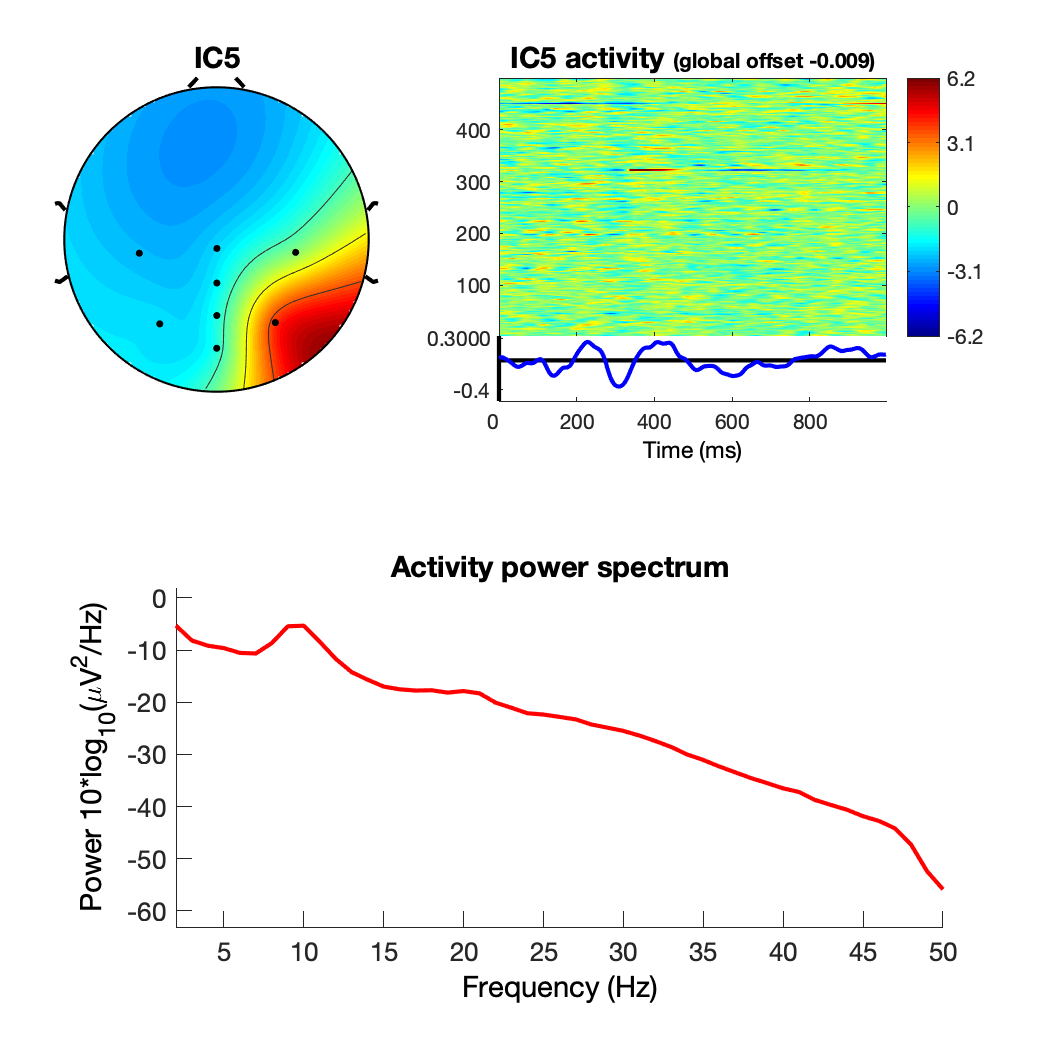 IC5
IC5 activity (global offset -0.009)
6.2
3.1
0
-3.1
-6.2
400
300
200
100
0.3000
-0.4
0 200 400 600 800
Time (ms)
Activity power spectrum
Power 10*log10(μV2/Hz)
0
-10
-20
-30
-40
-50
-60
5 10 15 20 25 30 35 40 45 50
Frequency (Hz)